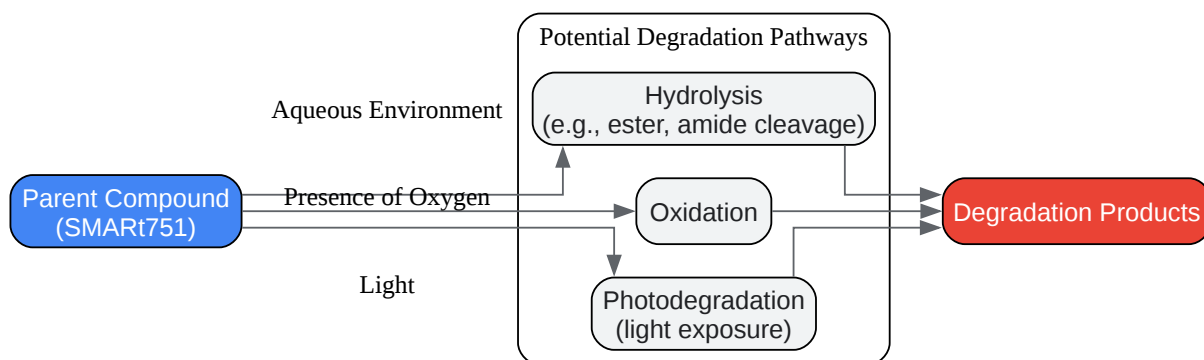 Potential Degradation Pathways
Aqueous Environment
Hydrolysis
(e.g., ester, amide cleavage)
Parent Compound
(SMARt751)
Presence of Oxygen
Oxidation
Degradation Products
Light
Photodegradation
(light exposure)